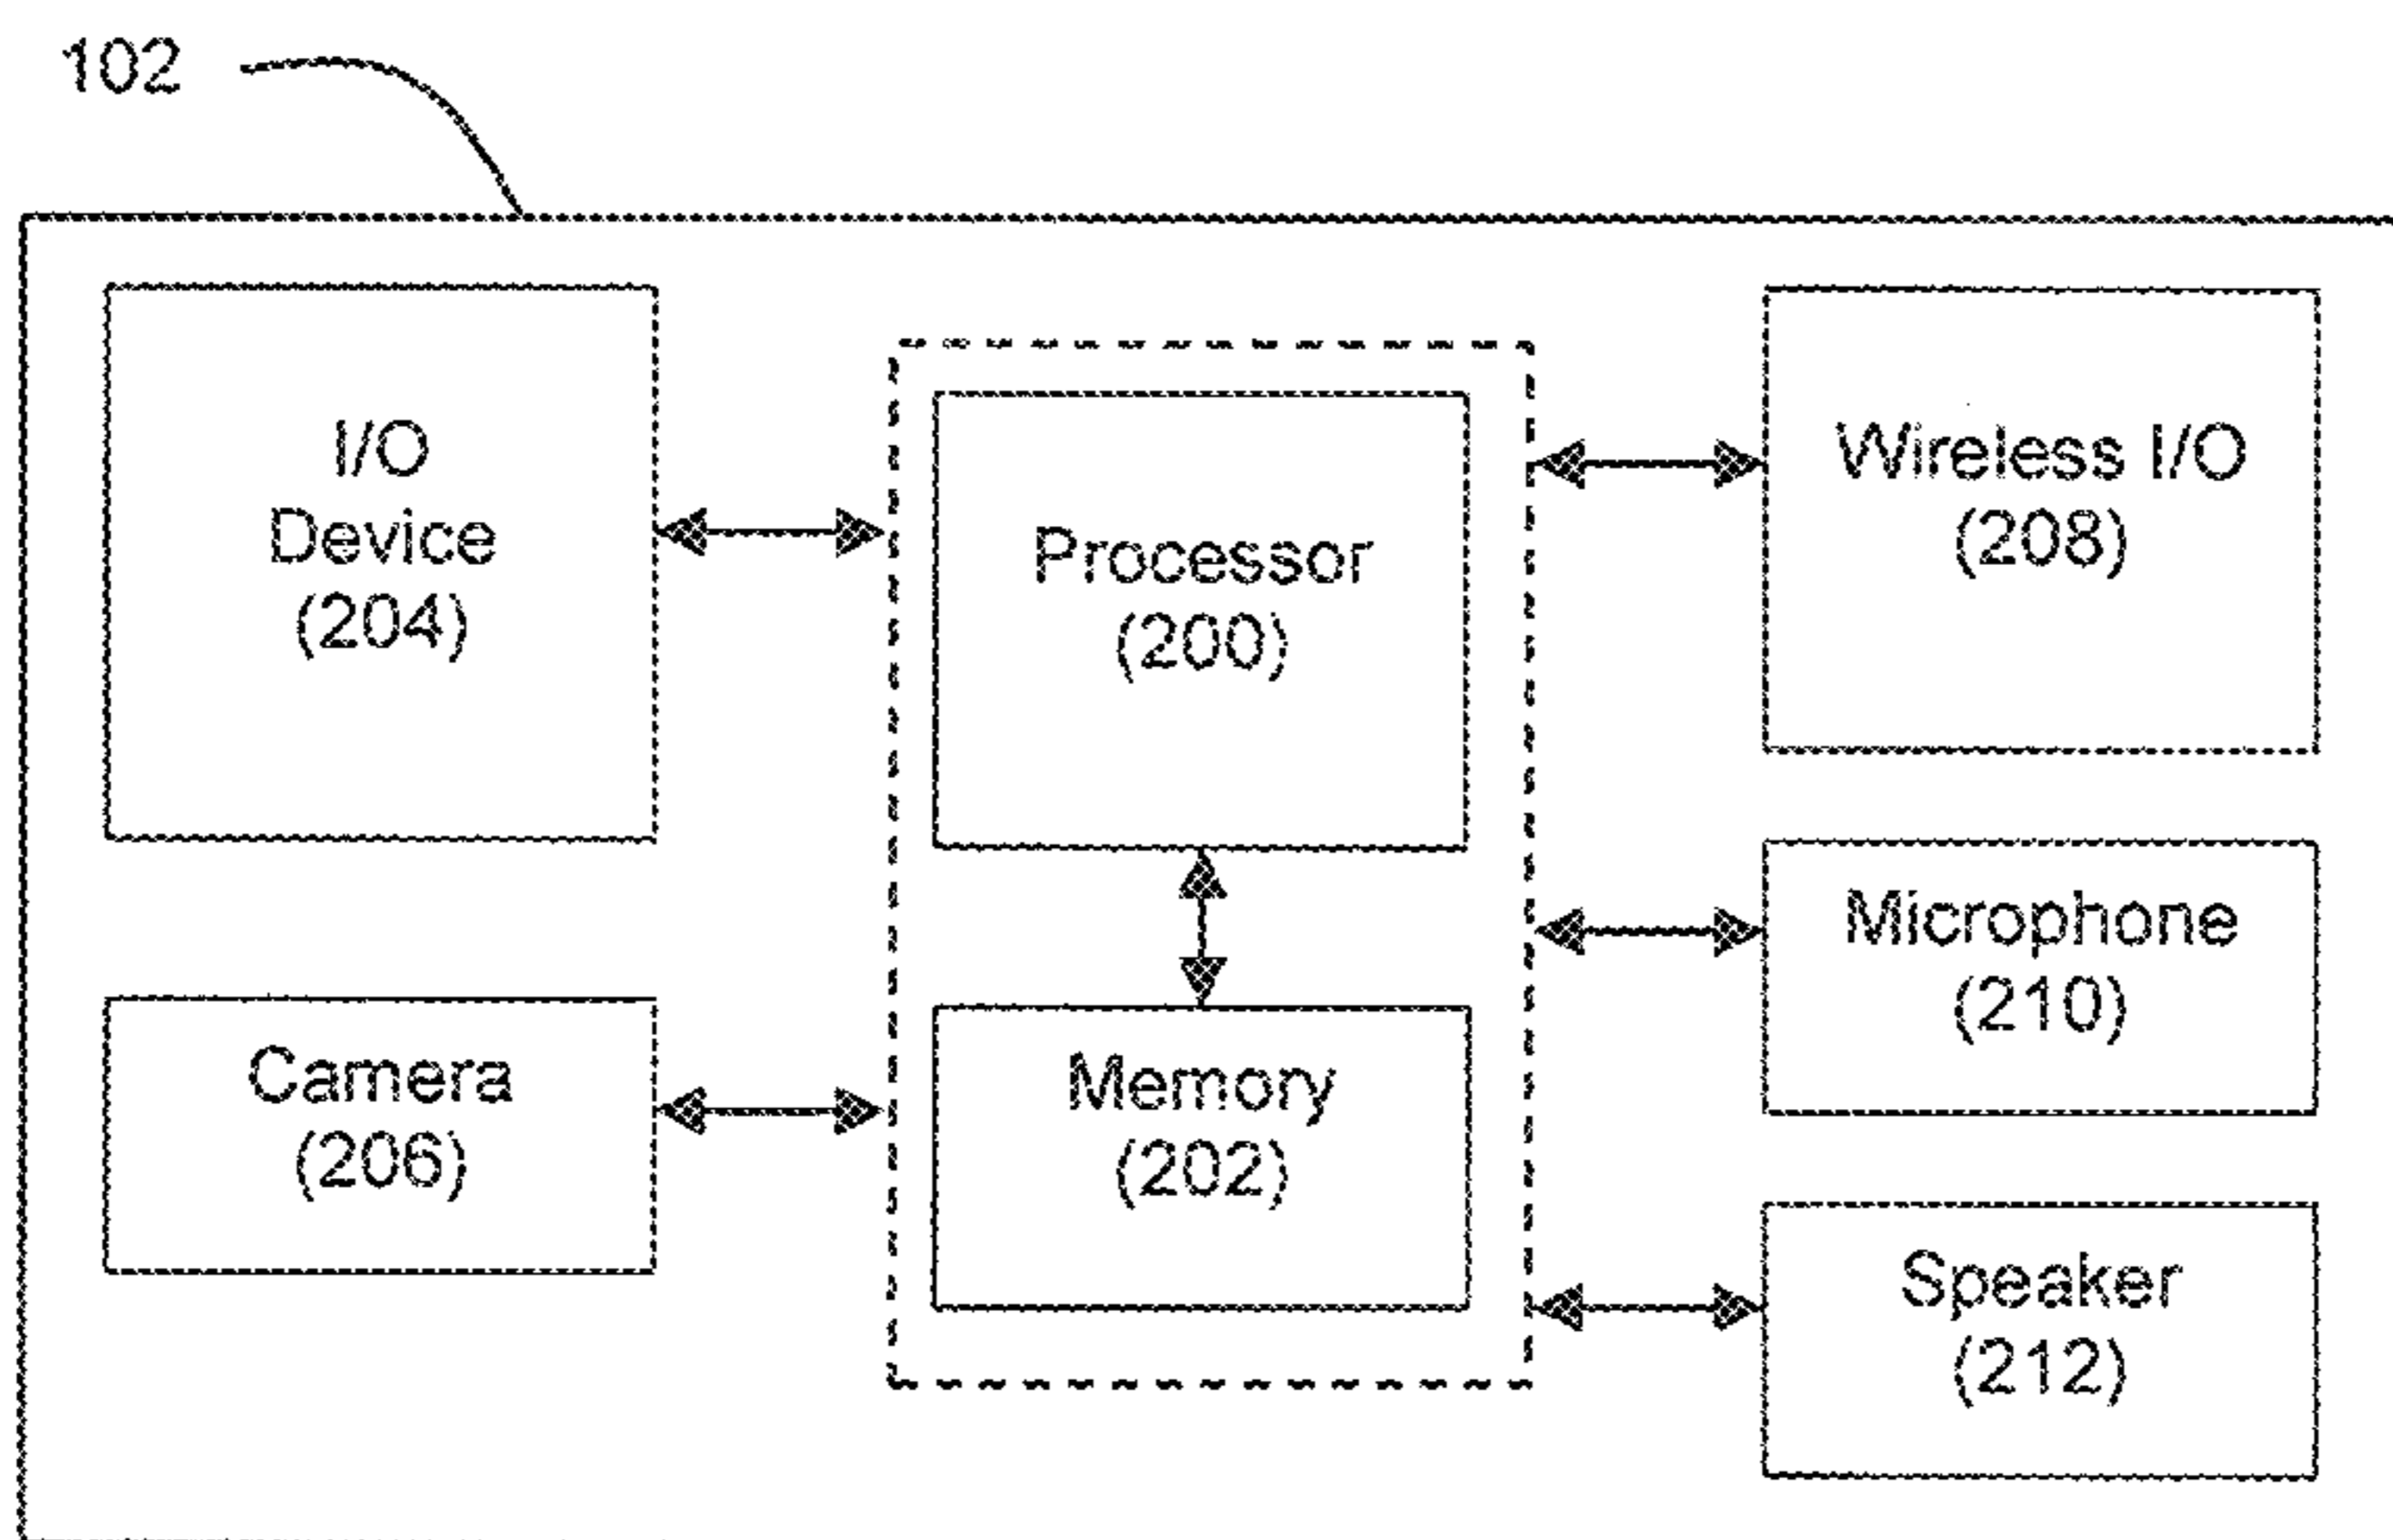 102
I/O
Device
(204)
Processor
(200)
Wireless I/O
(208)
Camera
(206)
Memory
(202)
Microphone
(210)
Speaker
(212)